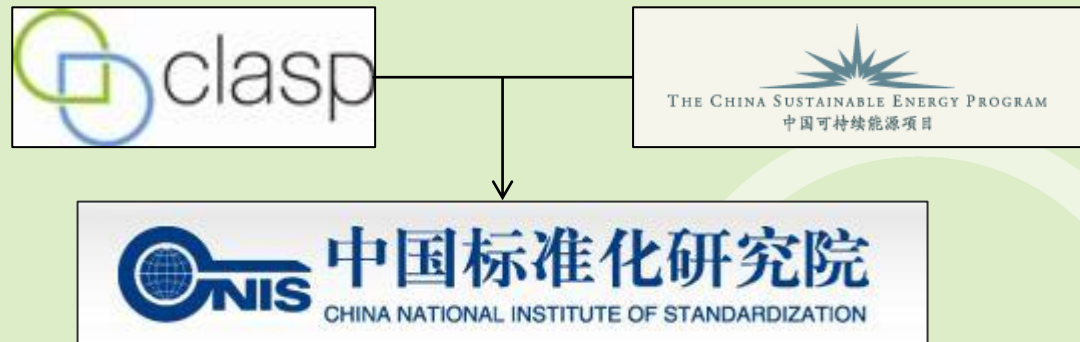 clasp
THE CHINA SUSTAINABLE ENERGY PROGRAM
中国可持续能源项目
CNIS 中国标准化研究院
CHINA NATIONAL INSTITUTE OF STANDARDIZATION